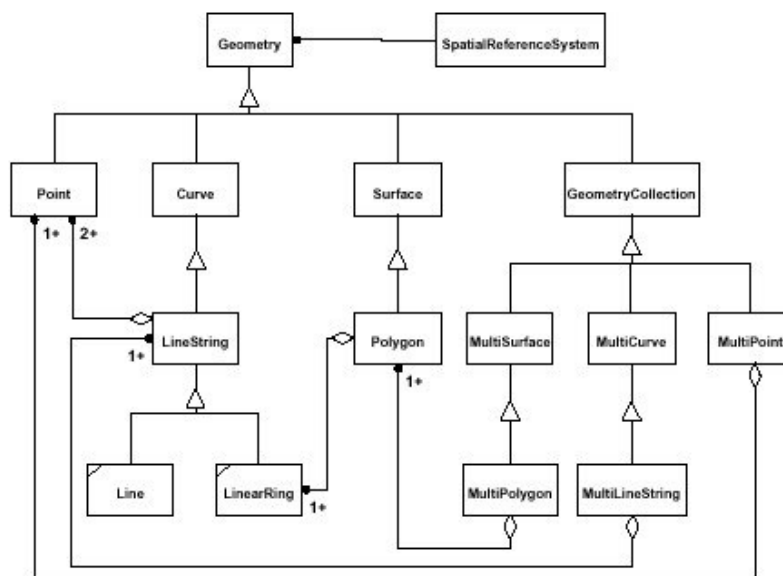 Geometry
SpatialReferenceSystem
Point
Curve
Surface
GeometryCollection
1+
2+
LineString
1+
Polygon
1+
MultiSurface
MultiCurve
MultiPoint
Line
LinearRing
1+
MultiPolygon
MultiLineString